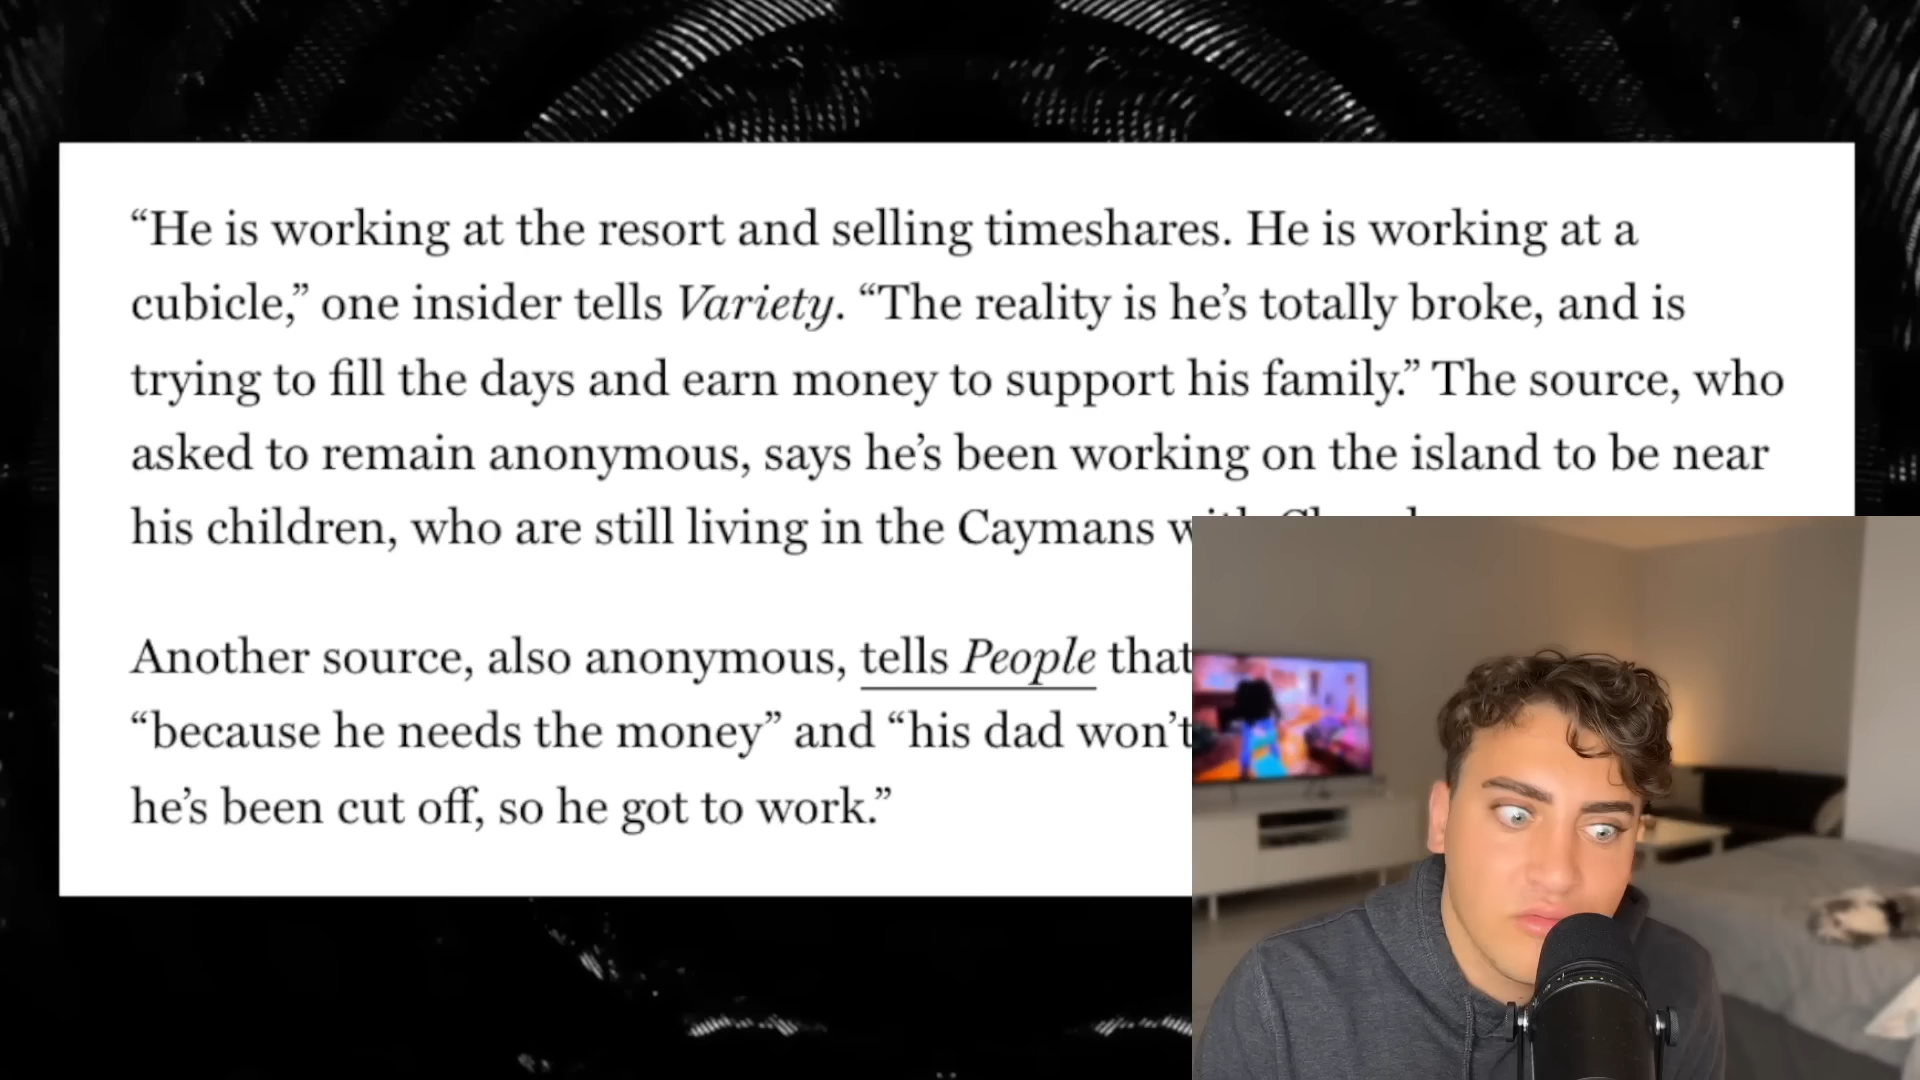 “He is working at the resort and selling timeshares. He is working at a
cubicle,” one insider tells Variety. “The reality is he’s totally broke, and is
trying to fill the days and earn money to support his family.” The source, who
asked to remain anonymous, says he’s been working on the island to be near
his children, who are still living in the Caymans
Another source, also anonymous, tells People that
“because he needs the money” and “his dad won’t
he’s been cut off, so he got to work.”